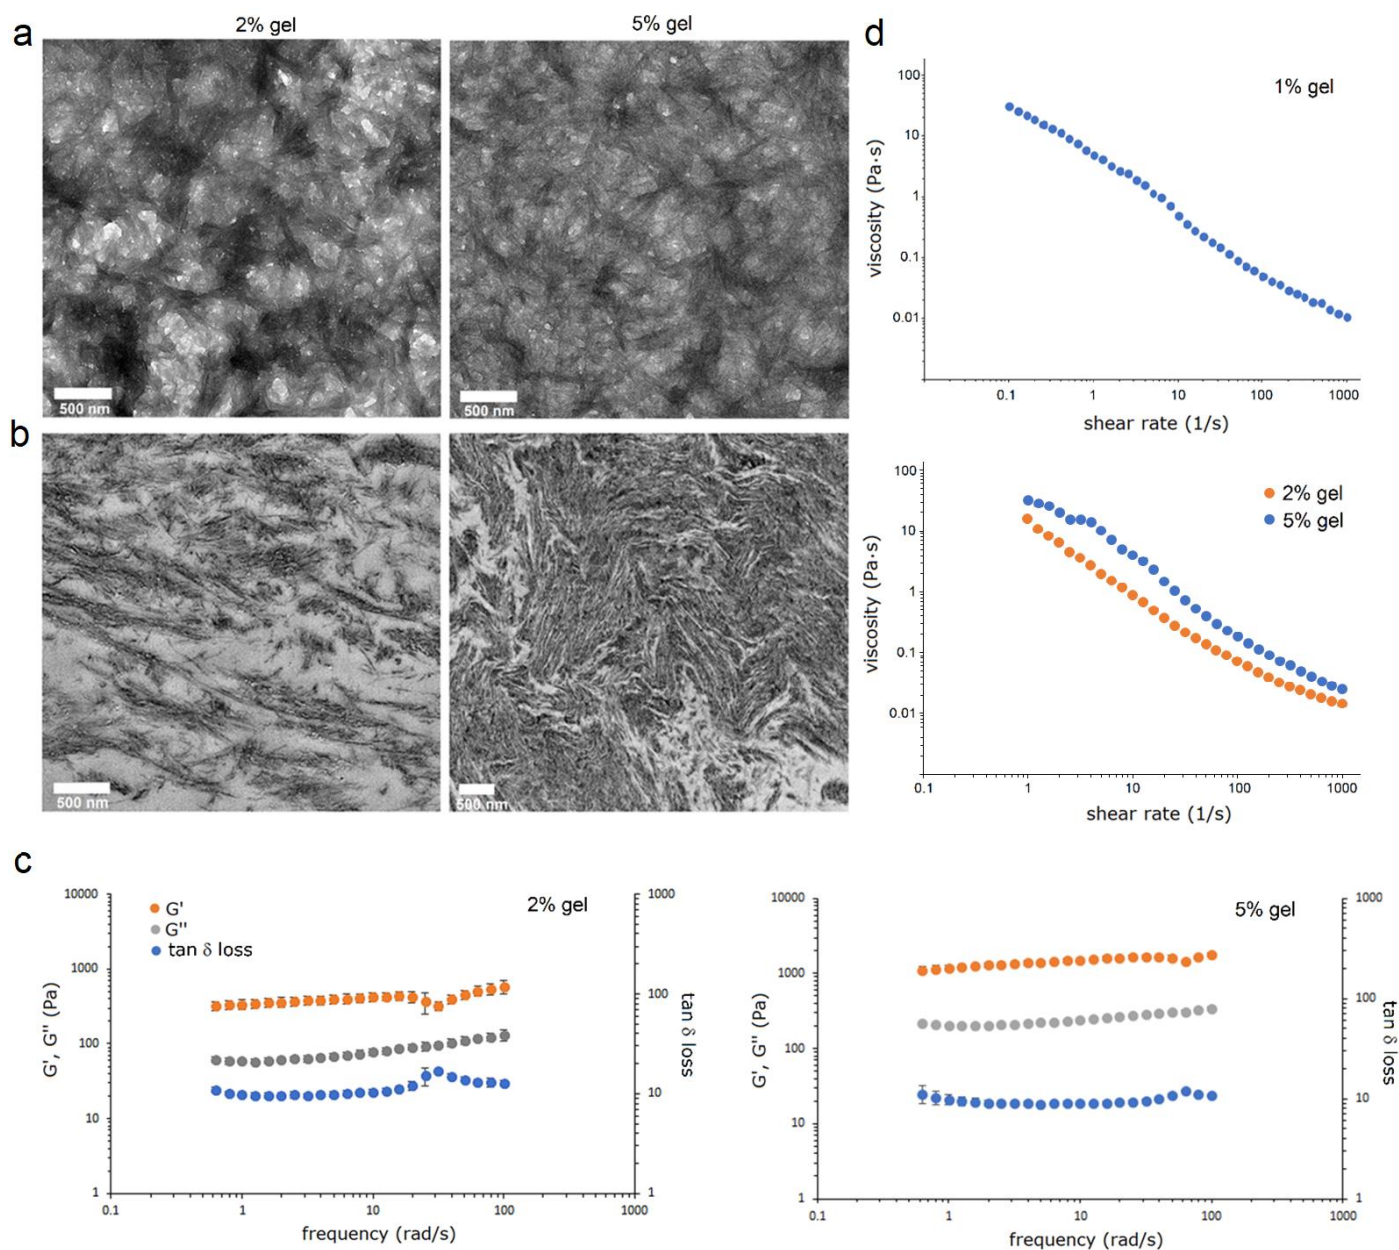 a
2% gel
5% gel
500 nm
500 nm
b
500 nm
500 nm
c
10000
1000
100
10
1
G', G'' (Pa)
G'
G''
tan δ loss
2% gel
1000
100
10
1
tan δ loss
0.1
1
10
100
1000
frequency (rad/s)
10000
1000
100
10
1
G', G'' (Pa)
5% gel
1000
100
10
1
tan δ loss
0.1
1
10
100
1000
frequency (rad/s)
d
100
10
1
0.1
0.01
viscosity (Pa·s)
1% gel
0.1
1
10
100
1000
shear rate (1/s)
100
10
1
0.1
0.01
viscosity (Pa·s)
2% gel
5% gel
0.1
1
10
100
1000
shear rate (1/s)